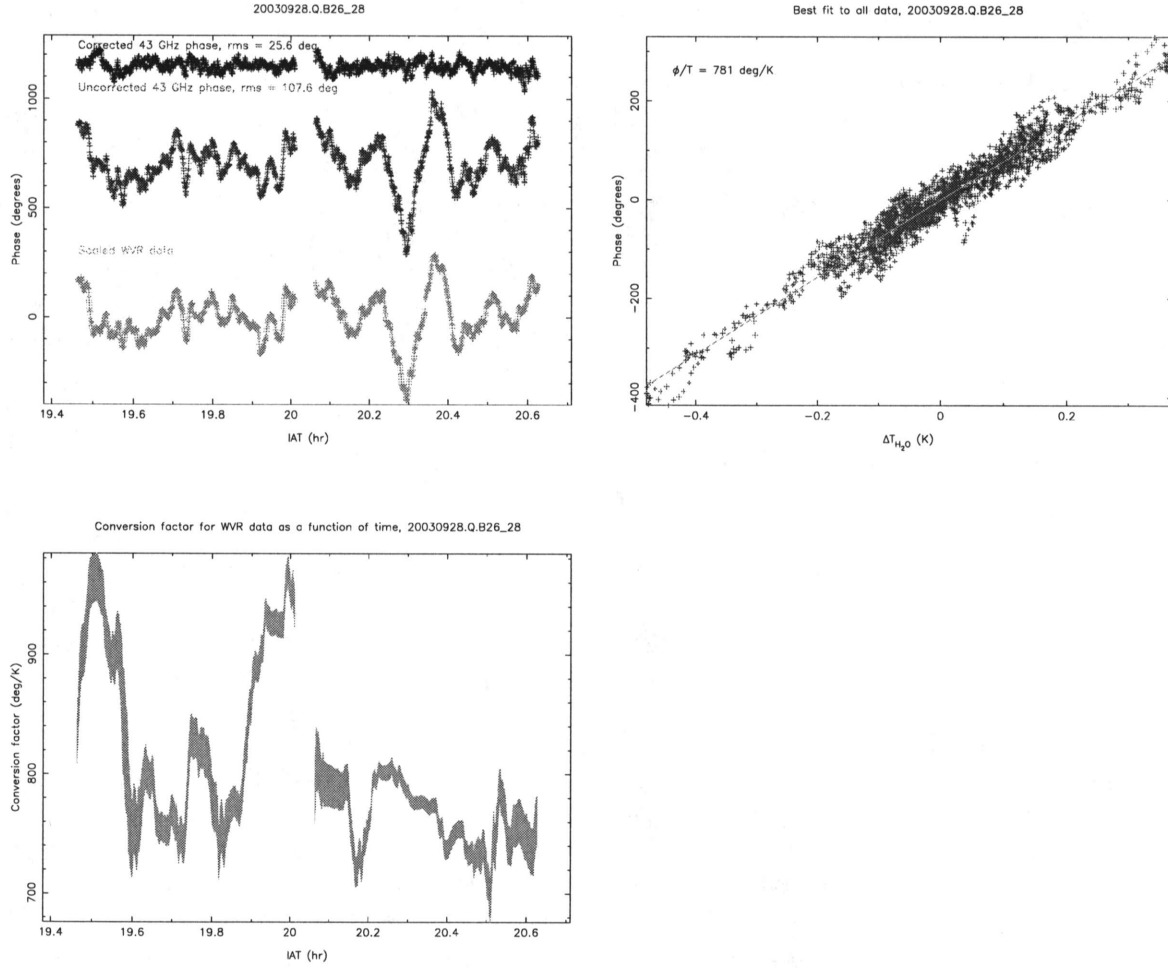 20030928.Q.B26_28
Corrected 43 GHz phase, rms = 25.6 deg
Uncorrected 43 GHz phase, rms = 107.6 deg
Scaled WVR data
Phase (degrees)
1000
500
0
19.4
19.6
19.8
20
20.2
20.4
20.6
IAT (hr)
Best fit to all data, 20030928.Q.B26_28
ϕ/T = 781 deg/K
Phase (degrees)
200
0
−200
−400
−0.4
−0.2
0
0.2
ΔT_H₂O (K)
Conversion factor for WVR data as a function of time, 20030928.Q.B26_28
Conversion factor (deg/K)
900
800
700
19.4
19.6
19.8
20
20.2
20.4
20.6
IAT (hr)